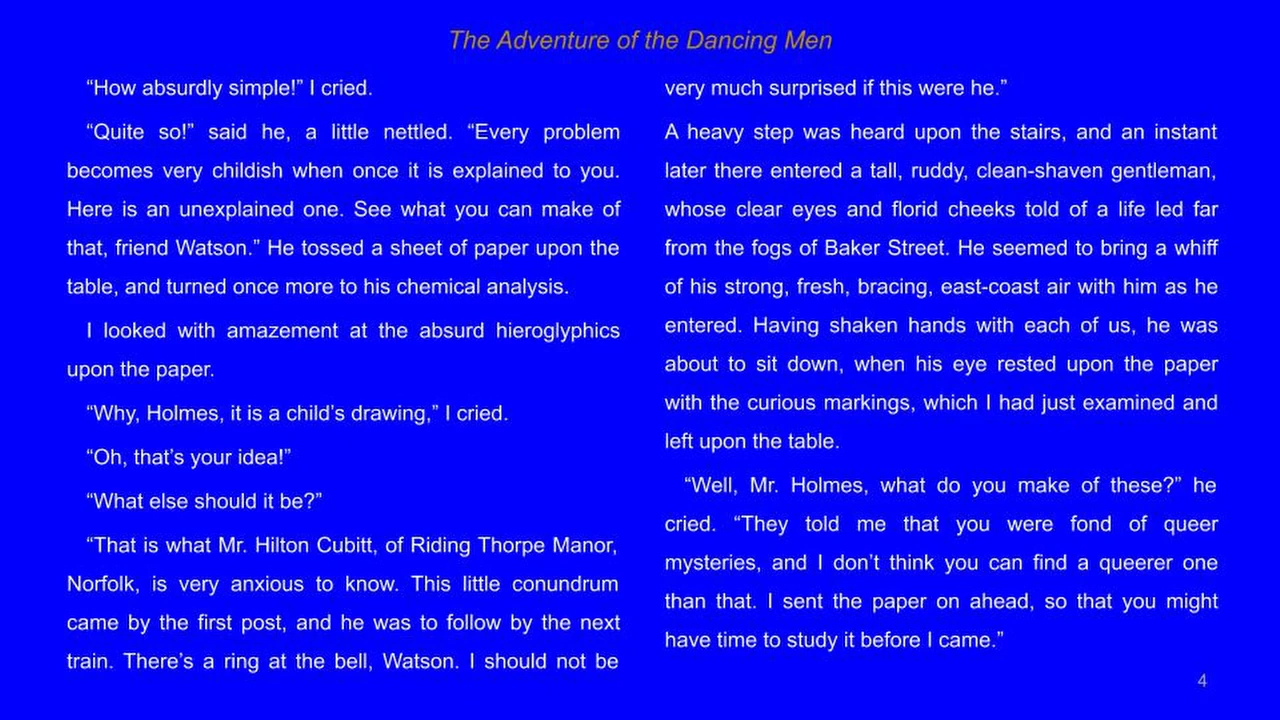 The Adventure of the Dancing Men
“How absurdly simple!” I cried.
“Quite so!” said he, a little nettled. “Every problem
becomes very childish when once it is explained to you.
Here is an unexplained one. See what you can make of
that, friend Watson.” He tossed a sheet of paper upon the
table, and turned once more to his chemical analysis.
I looked with amazement at the absurd hieroglyphics
upon the paper.
“Why, Holmes, it is a child’s drawing,” I cried.
“Oh, that’s your idea!”
“What else should it be?”
“That is what Mr. Hilton Cubitt, of Riding Thorpe Manor,
Norfolk, is very anxious to know. This little conundrum
came by the first post, and he was to follow by the next
train. There’s a ring at the bell, Watson. I should not be
very much surprised if this were he.”
A heavy step was heard upon the stairs, and an instant
later there entered a tall, ruddy, clean-shaven gentleman,
whose clear eyes and florid cheeks told of a life led far
from the fogs of Baker Street. He seemed to bring a whiff
of his strong, fresh, bracing, east-coast air with him as he
entered. Having shaken hands with each of us, he was
about to sit down, when his eye rested upon the paper
with the curious markings, which I had just examined and
left upon the table.
“Well, Mr. Holmes, what do you make of these?” he
cried. “They told me that you were fond of queer
mysteries, and I don’t think you can find a queerer one
than that. I sent the paper on ahead, so that you might
have time to study it before I came.”
4